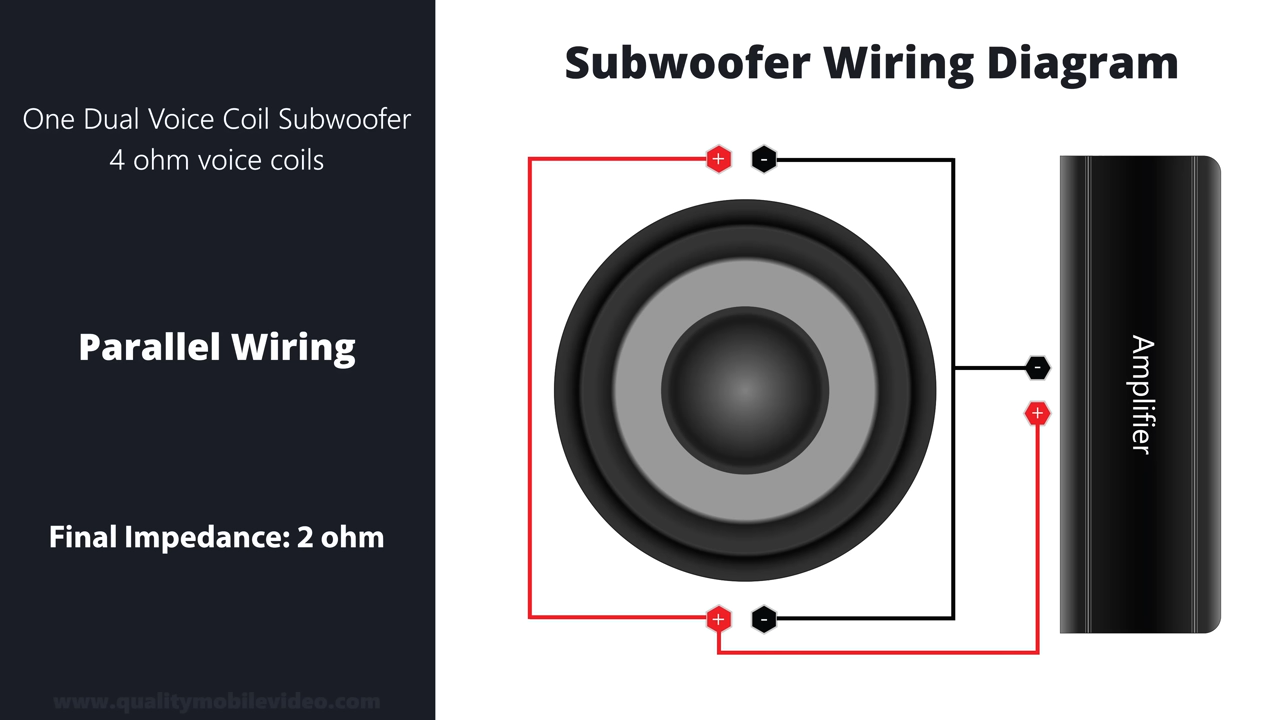 Subwoofer Wiring Diagram
One Dual Voice Coil Subwoofer
4 ohm voice coils
Parallel Wiring
Final Impedance: 2 ohm
www.qualitymobilevideo.com
+ -
-
+
Amplifier
+ -